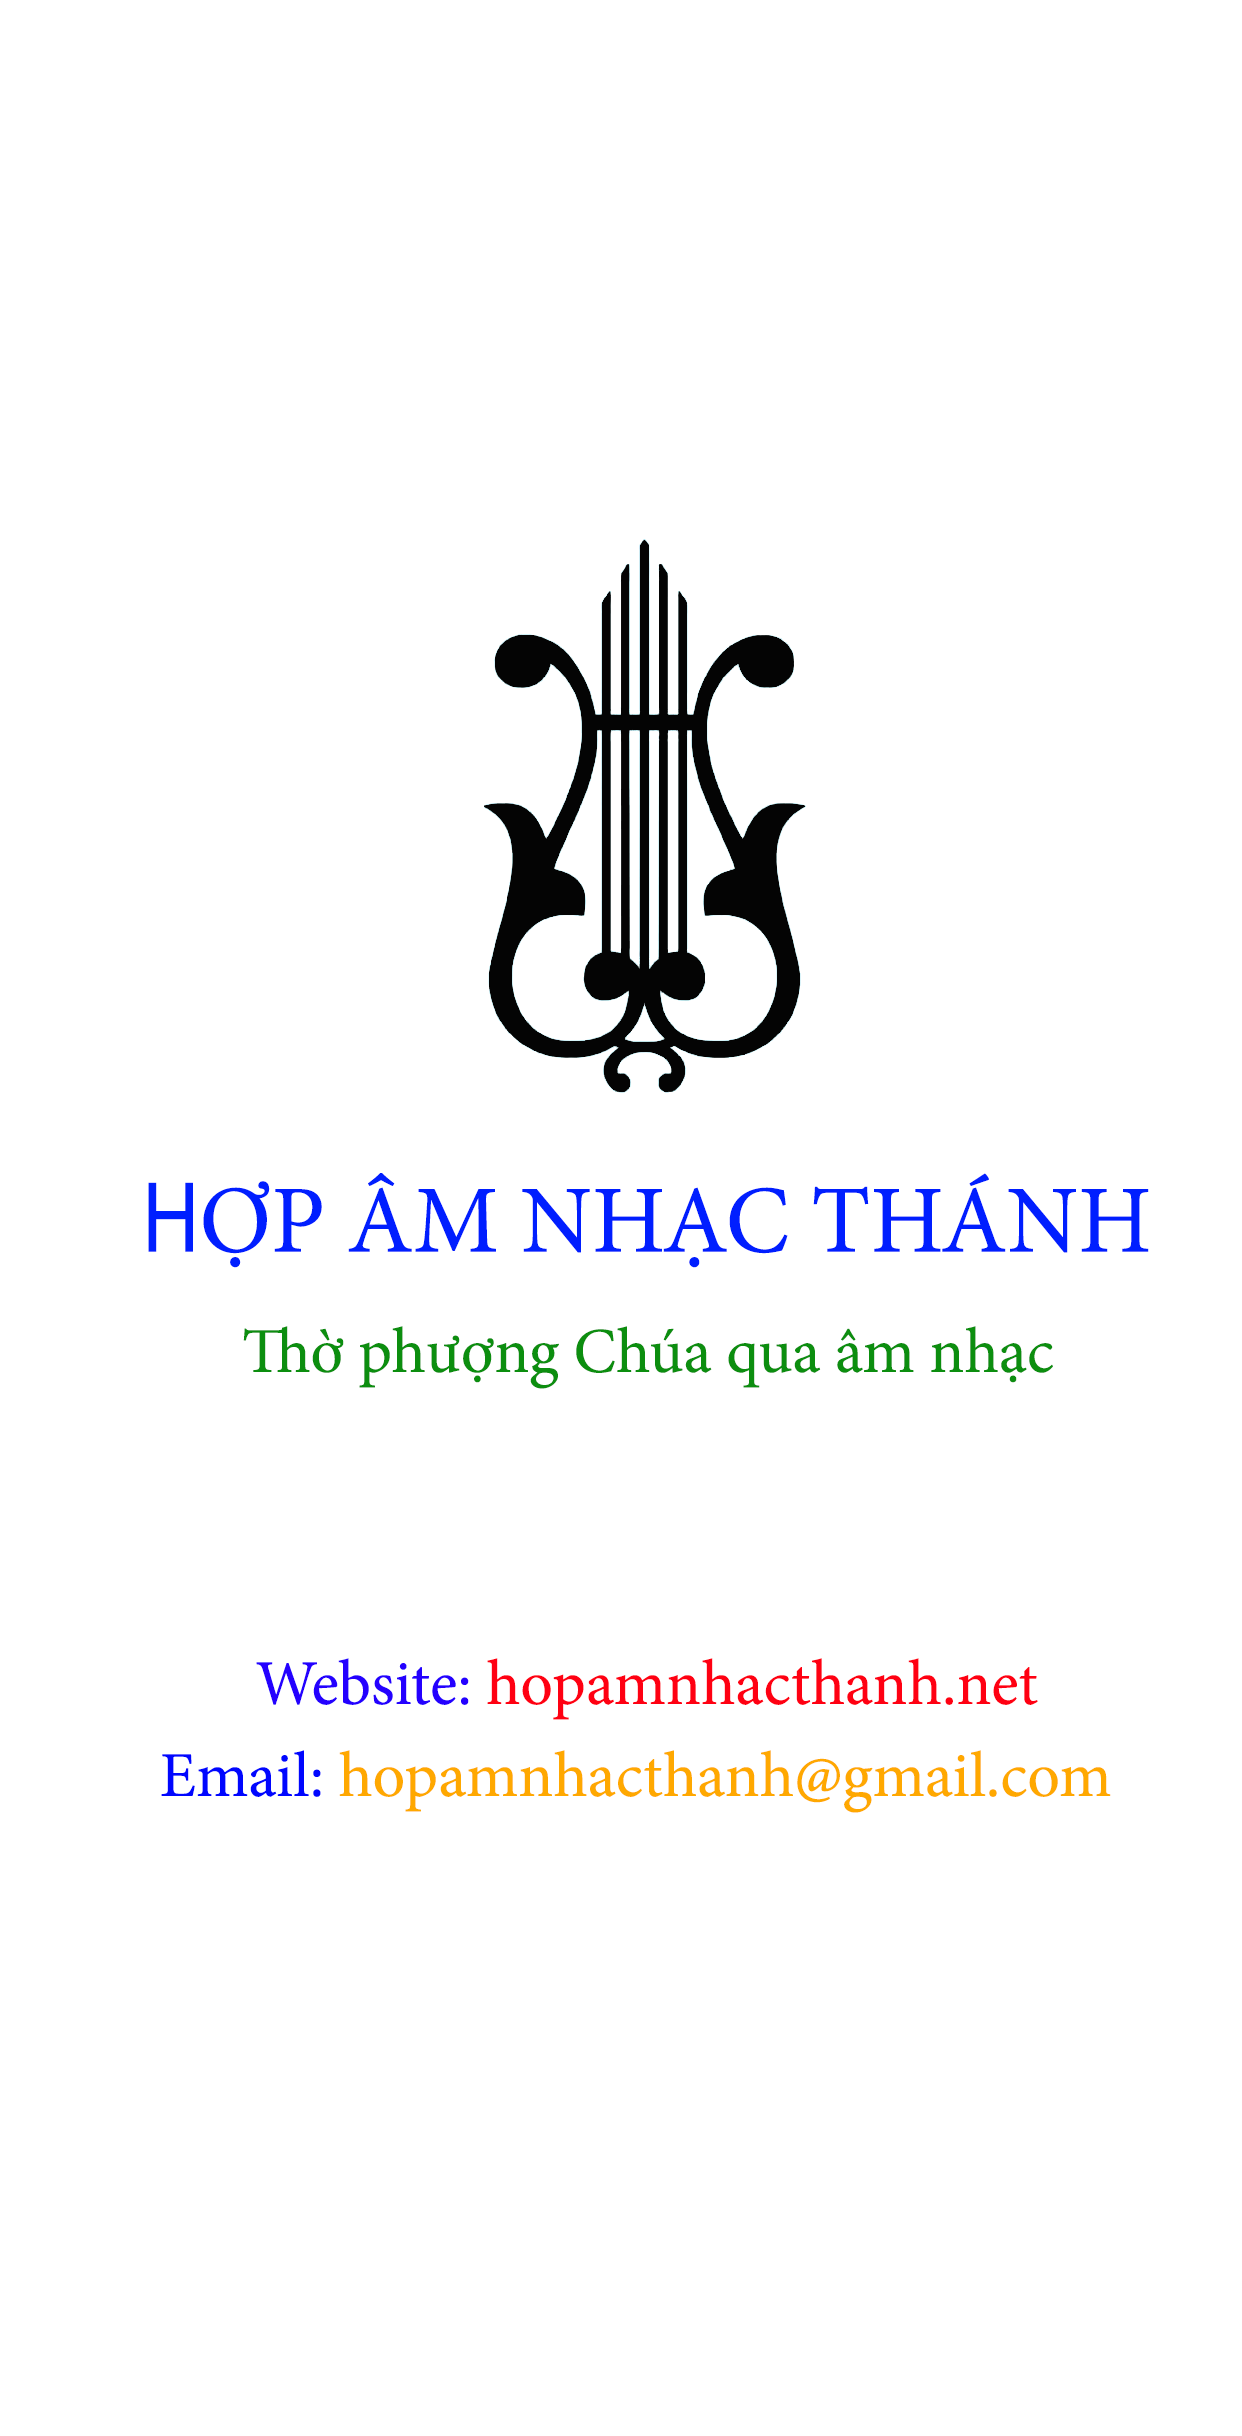 HỢP ÂM NHẠC THÁNH
Thờ phượng Chúa qua âm nhạc
Website: hopamnhacthanh.net
Email: hopamnhacthanh@gmail.com